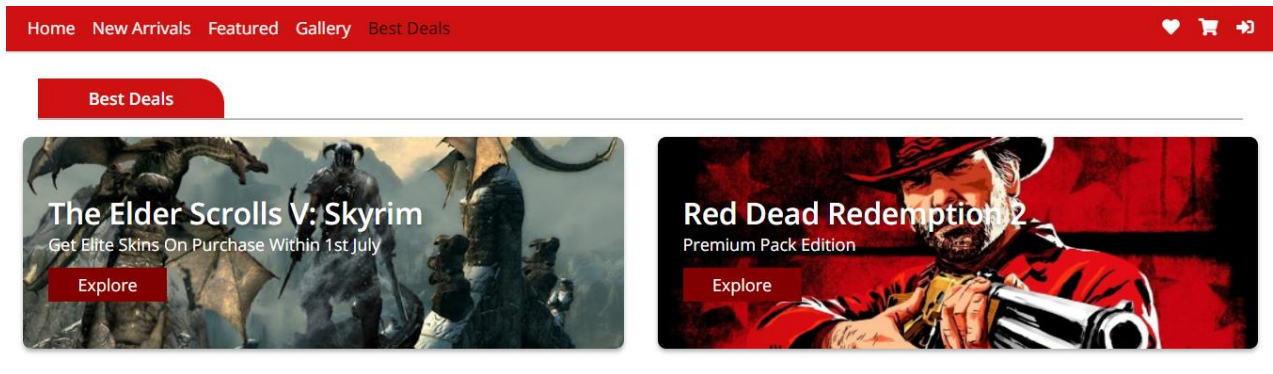 Home New Arrivals Featured Gallery Best Deals
Best Deals
The Elder Scrolls V: Skyrim
Get Elite Skins On Purchase Within 1st July
Explore
Red Dead Redemption 2
Premium Pack Edition
Explore